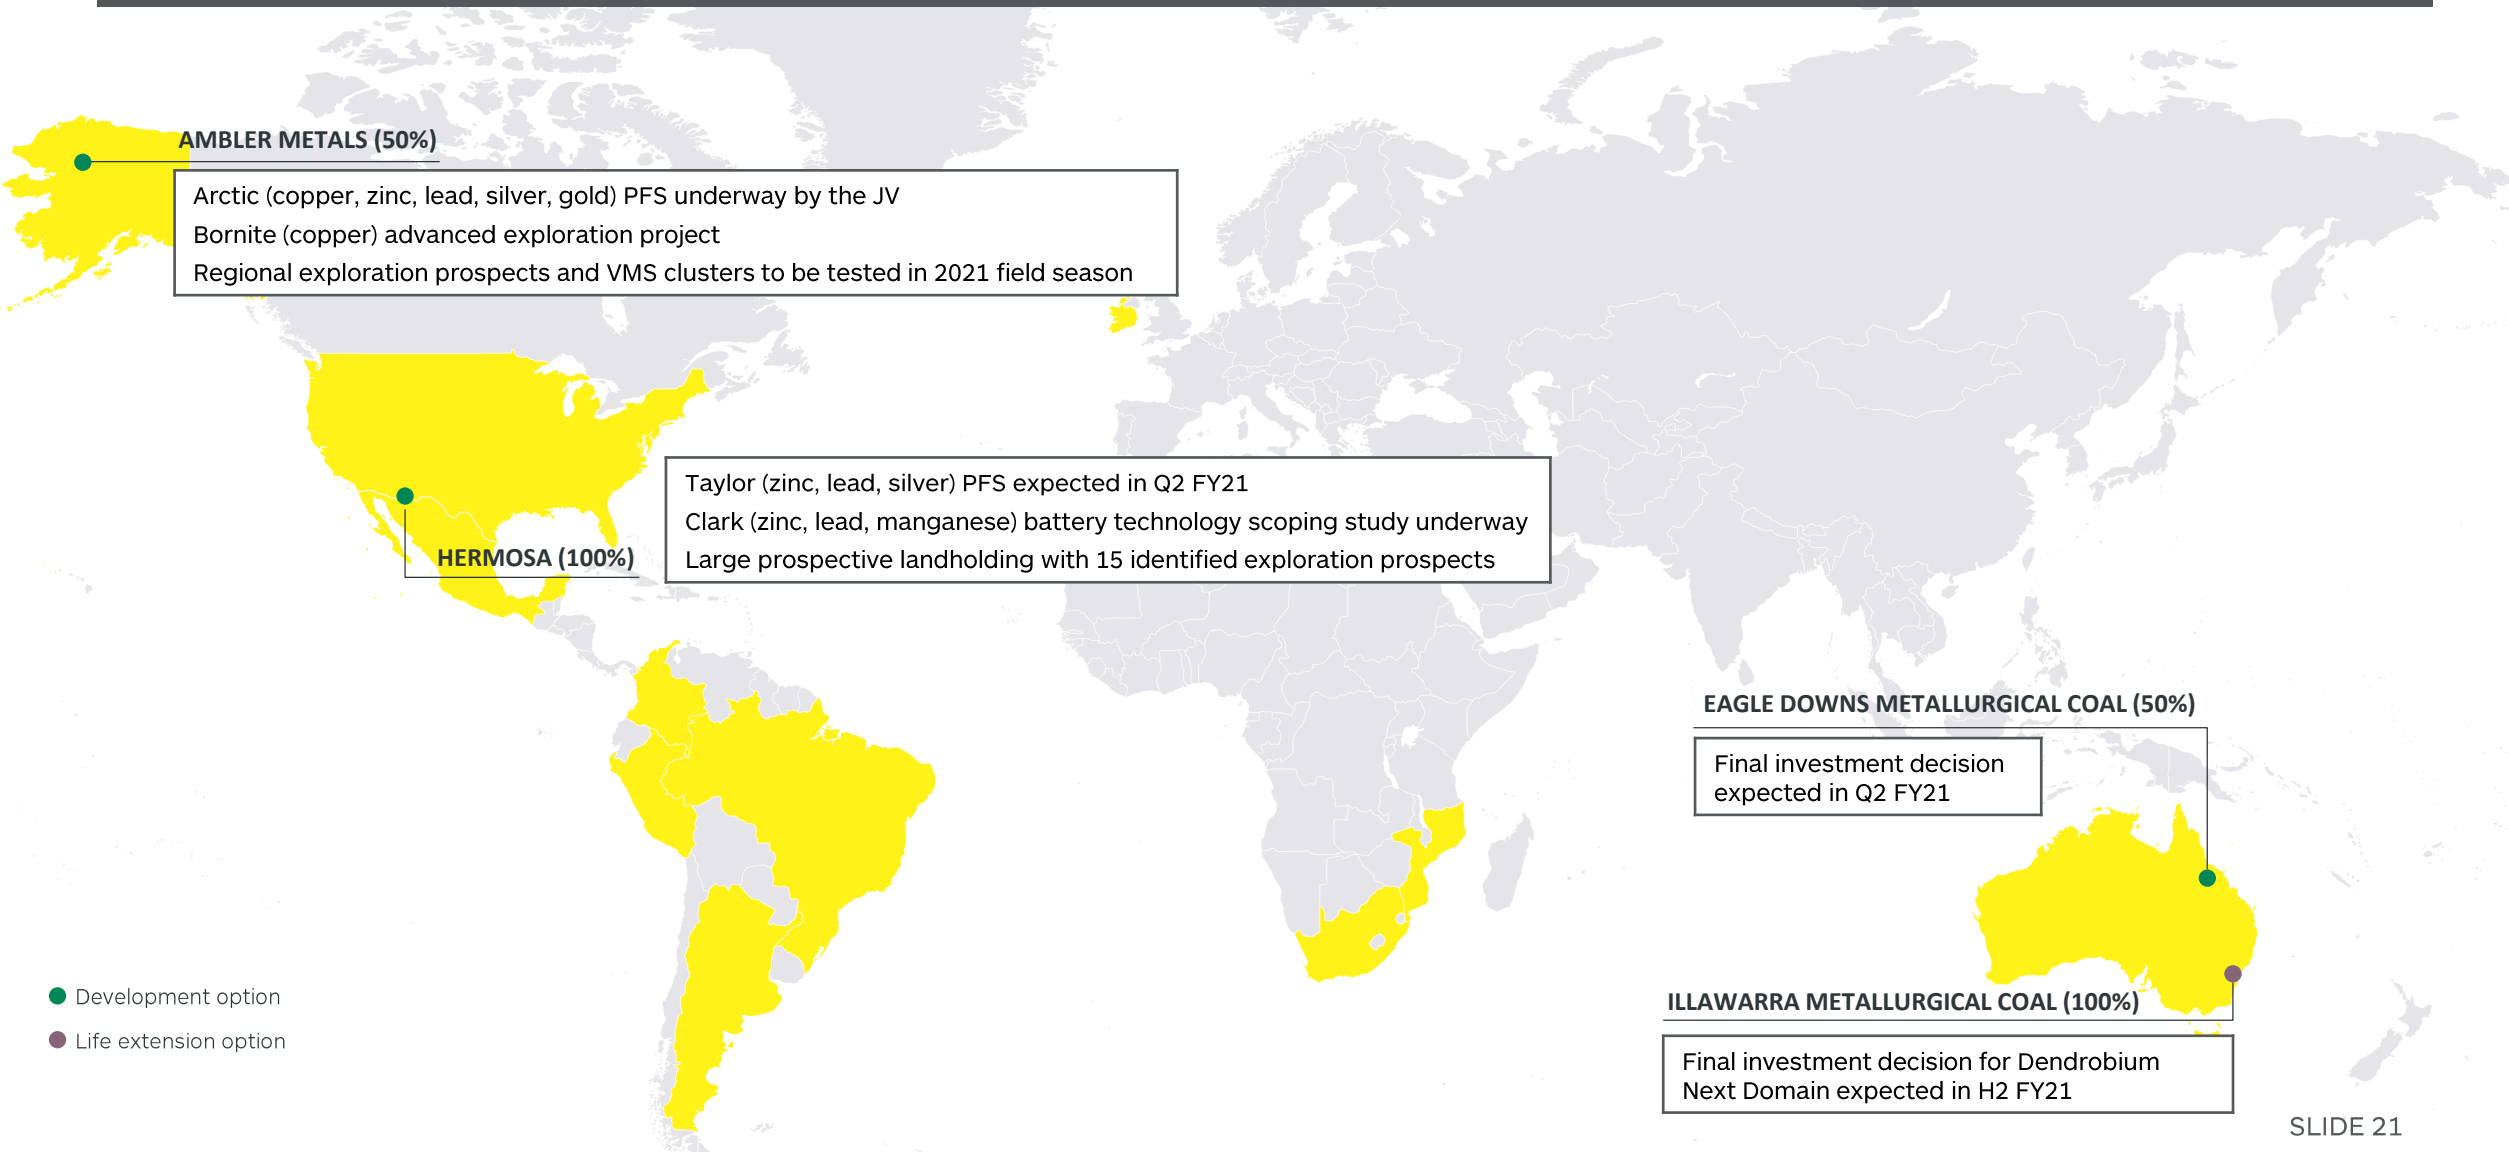 AMBLER METALS (50%)
Arctic (copper, zinc, lead, silver, gold) PFS underway by the JV
Bornite (copper) advanced exploration project
Regional exploration prospects and VMS clusters to be tested in 2021 field season
Taylor (zinc, lead, silver) PFS expected in Q2 FY21
Clark (zinc, lead, manganese) battery technology scoping study underway
Large prospective landholding with 15 identified exploration prospects
HERMOSA (100%)
EAGLE DOWNS METALLURGICAL COAL (50%)
Final investment decision
expected in Q2 FY21
Development option
Life extension option
ILLAWARRA METALLURGICAL COAL (100%)
Final investment decision for Dendrobium
Next Domain expected in H2 FY21
SLIDE 21